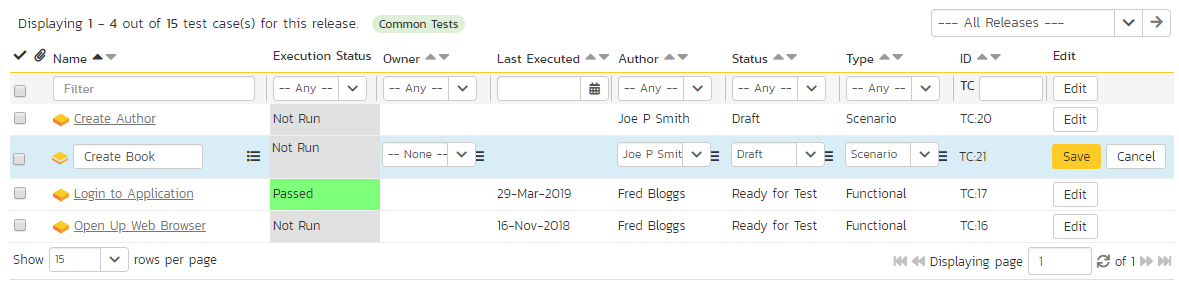 Displaying 1 - 4 out of 15 test case(s) for this release. Common Tests --- All Releases ---
Name Execution Status Owner Last Executed Author Status Type ID Edit
Filter -- Any -- -- Any -- -- Any -- -- Any -- -- Any -- TC Edit
Create Author Not Run Joe P Smith Draft Scenario TC:20 Edit
Create Book Not Run -- None -- Joe P Smit Draft Scenario TC:21 Save Cancel
Login to Application Passed 29-Mar-2019 Fred Bloggs Ready for Test Functional TC:17 Edit
Open Up Web Browser Not Run 16-Nov-2018 Fred Bloggs Ready for Test Functional TC:16 Edit
Show 15 rows per page Displaying page 1 of 1